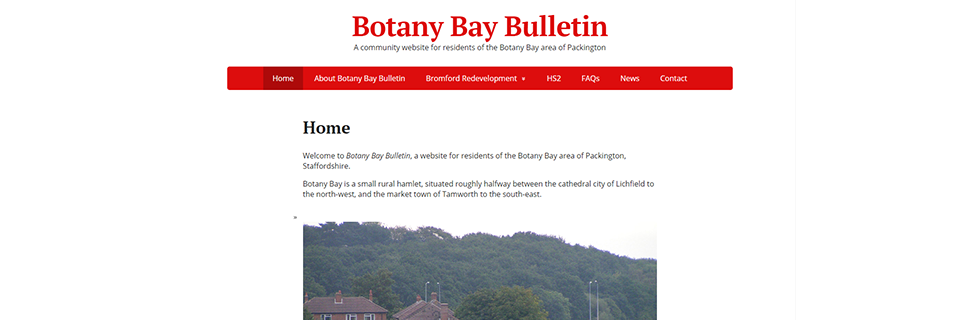 Botany Bay Bulletin
A community website for residents of the Botany Bay area of Packington
Home About Botany Bay Bulletin Bromford Redevelopment HS2 FAQs News Contact
Home
Welcome to Botany Bay Bulletin, a website for residents of the Botany Bay area of Packington,
Staffordshire.
Botany Bay is a small rural hamlet, situated roughly halfway between the cathedral city of Lichfield to
the north-west, and the market town of Tamworth to the south-east.
»